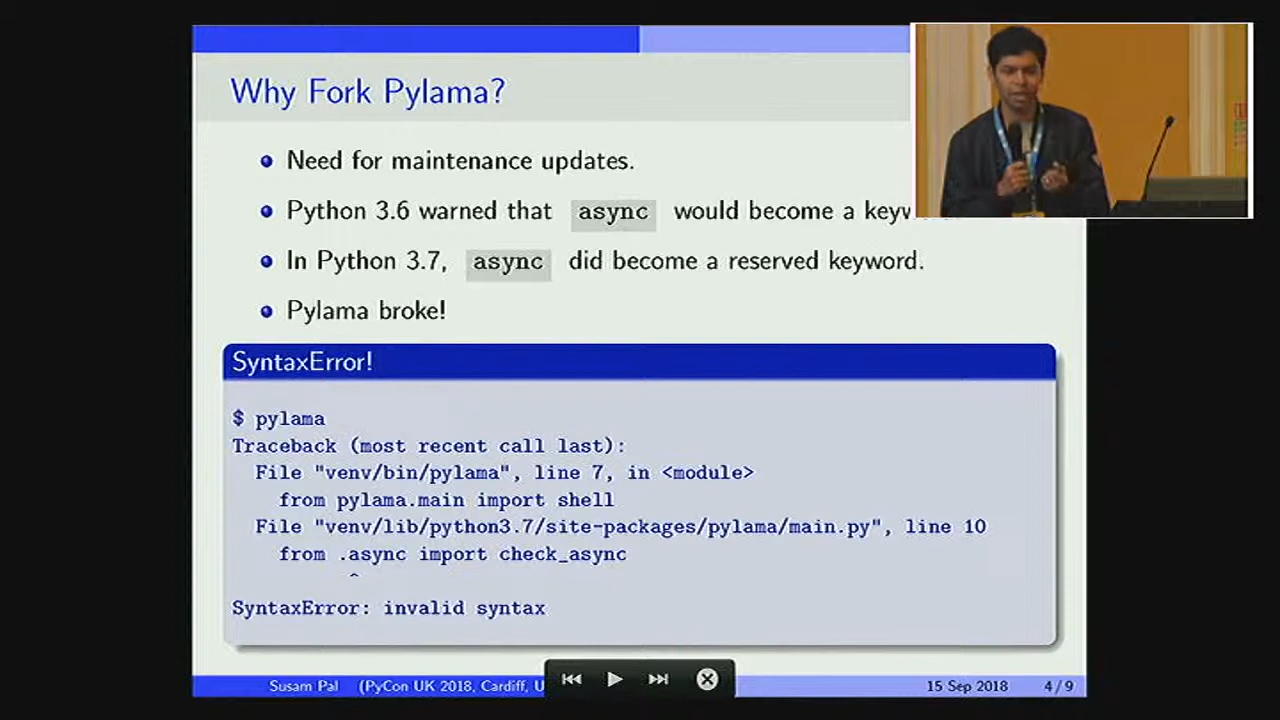 Why Fork Pylama?
Need for maintenance updates.
Python 3.6 warned that async would become a
In Python 3.7, async did become a reserved keyword.
Pylama broke!
SyntaxError!
$ pylama
Traceback (most recent call last):
File "venv/bin/pylama", line 7, in <module>
from pylama.main import shell
File "venv/lib/python3.7/site-packages/pylama/main.py", line 10
from .async import check_async
^
SyntaxError: invalid syntax
Susam Pal (PyCon UK 2018, Cardiff, 15 Sep 2018 4 / 9